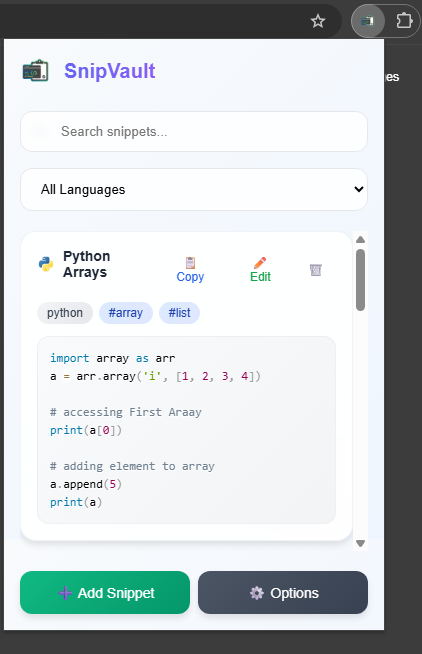 es
SnipVault
Search snippets...
All Languages
Python
Arrays
Copy
Edit
python
#array
#list
import array as arr
a = arr.array('i', [1, 2, 3, 4])
# accessing First Araay
print(a[0])
# adding element to array
a.append(5)
print(a)
Add Snippet
Options